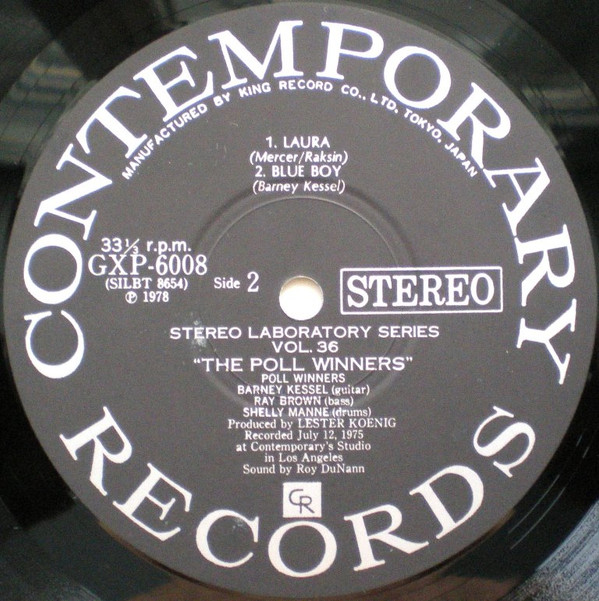 CONTEMPORARY
MANUFACTURED BY KING RECORD CO., LTD. TOKYO, JAPAN
1. LAURA
(Mercer/Raksin)
2. BLUE BOY
(Barney Kessel)
33⅓ r.p.m.
GXP-6008
(SILBT 8654)
℗ 1978
Side 2
STEREO
STEREO LABORATORY SERIES
VOL. 36
“THE POLL WINNERS”
POLL WINNERS
BARNEY KESSEL (guitar)
RAY BROWN (bass)
SHELLY MANNE (drums)
Produced by LESTER KOENIG
Recorded July 12, 1975
at Contemporary's Studio
in Los Angeles
Sound by Roy DuNann
CR
RECORDS